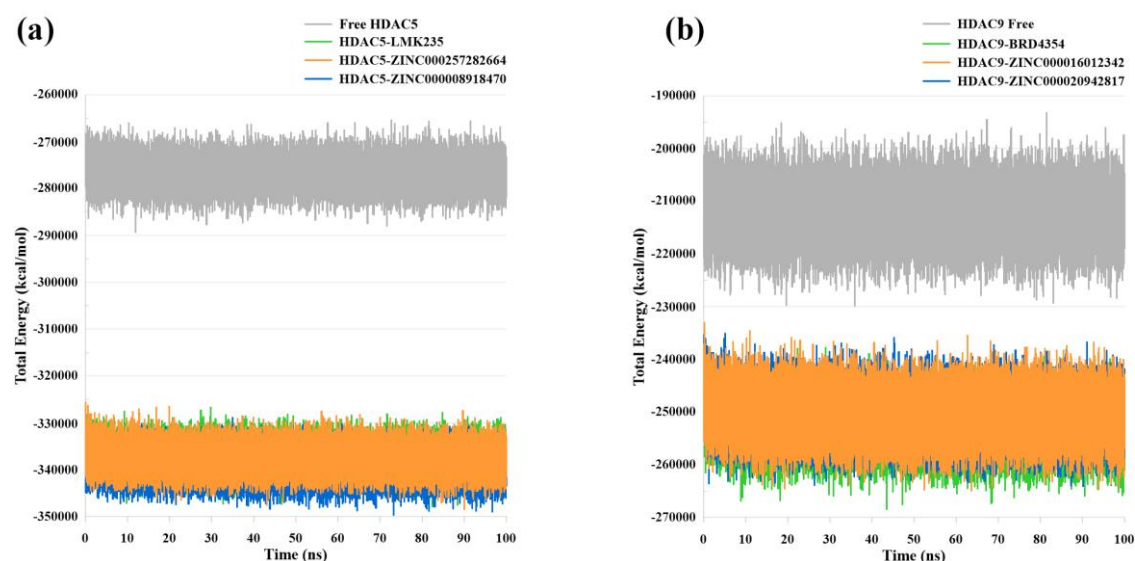 (a)
Free HDAC5
HDAC5-LMK235
HDAC5-ZINC000257282664
HDAC5-ZINC000008918470
-260000
-270000
-280000
-290000
-300000
-310000
-320000
-330000
-340000
-350000
Total Energy (kcal/mol)
0 10 20 30 40 50 60 70 80 90 100
Time (ns)
(b)
HDAC9 Free
HDAC9-BRD4354
HDAC9-ZINC000016012342
HDAC9-ZINC000020942817
-190000
-200000
-210000
-220000
-230000
-240000
-250000
-260000
-270000
Total Energy (kcal/mol)
0 10 20 30 40 50 60 70 80 90 100
Time (ns)